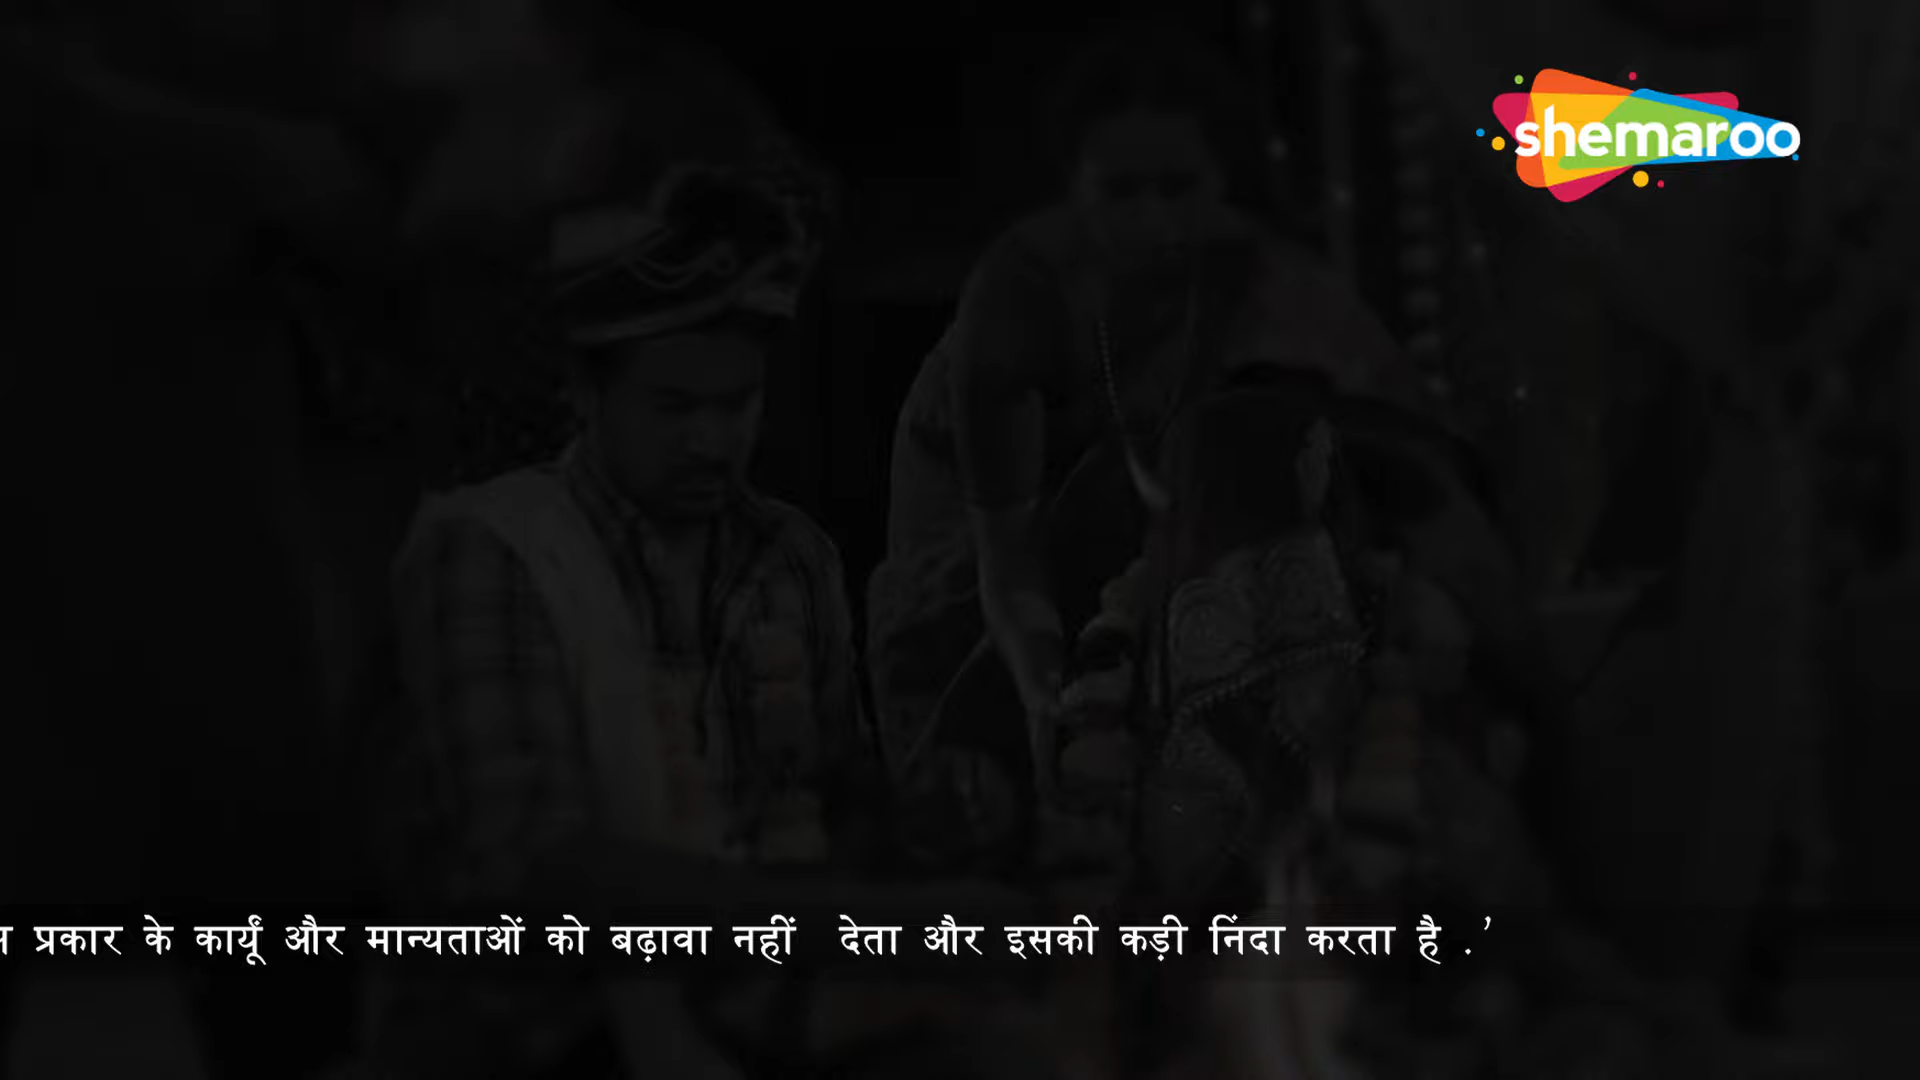 shemaroo
प्रकार के कार्यूं और मान्यताओं को बढ़ावा नहीं देता और इसकी कड़ी निंदा करता है .’